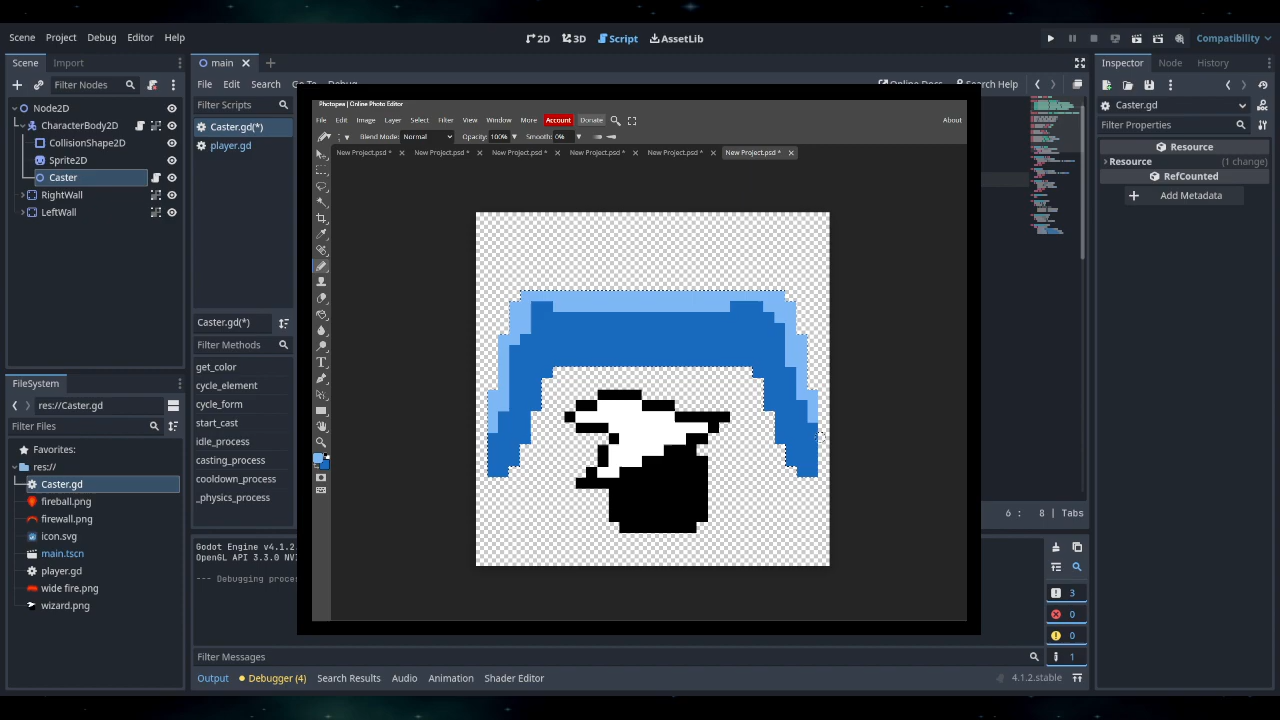 Scene Project Debug Editor Help
2D 3D Script AssetLib
Compatibility
Scene Import
Filter Nodes
Node2D
CharacterBody2D
CollisionShape2D
Sprite2D
Caster
RightWall
LeftWall
FileSystem
res://Caster.gd
Filter Files
Favorites:
res://
Caster.gd
fireball.png
firewall.png
icon.svg
main.tscn
player.gd
wide fire.png
wizard.png
main
File Edit Search Go To Debug
Online Docs Search Help
Filter Scripts
Caster.gd(*)
player.gd
Caster.gd(*)
Filter Methods
get_color
cycle_element
cycle_form
start_cast
idle_process
casting_process
cooldown_process
_physics_process
Photopea | Online Photo Editor
File Edit Image Layer Select Filter View Window More Account Donate About
Blend Mode: Normal Opacity: 100% Smooth: 0%
New Project.psd * New Project.psd * New Project.psd * New Project.psd * New Project.psd * New Project.psd *
6 : 8 | Tabs
Godot Engine v4.1.2.
OpenGL API 3.3.0 NVI
--- Debugging proces
3
0
0
1
Filter Messages
Output Debugger (4) Search Results Audio Animation Shader Editor
4.1.2.stable
Inspector Node History
Caster.gd
Filter Properties
Resource
Resource (1 change)
RefCounted
Add Metadata